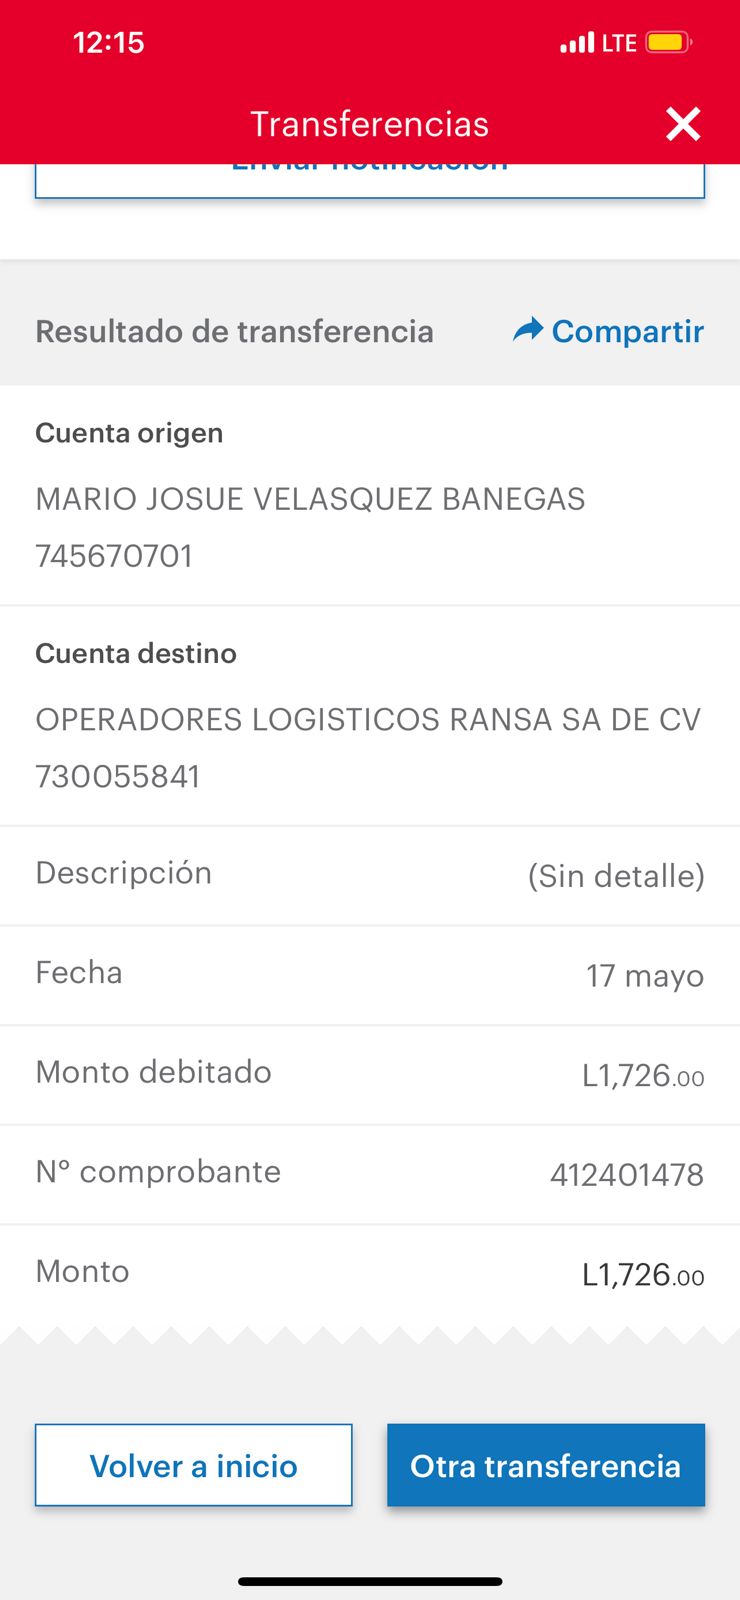 12:15
LTE
Transferencias
Enviar notificación
Resultado de transferencia
Compartir
Cuenta origen
MARIO JOSUE VELASQUEZ BANEGAS
745670701
Cuenta destino
OPERADORES LOGISTICOS RANSA SA DE CV
730055841
Descripción (Sin detalle)
Fecha 17 mayo
Monto debitado L1,726.00
N° comprobante 412401478
Monto L1,726.00
Volver a inicio
Otra transferencia